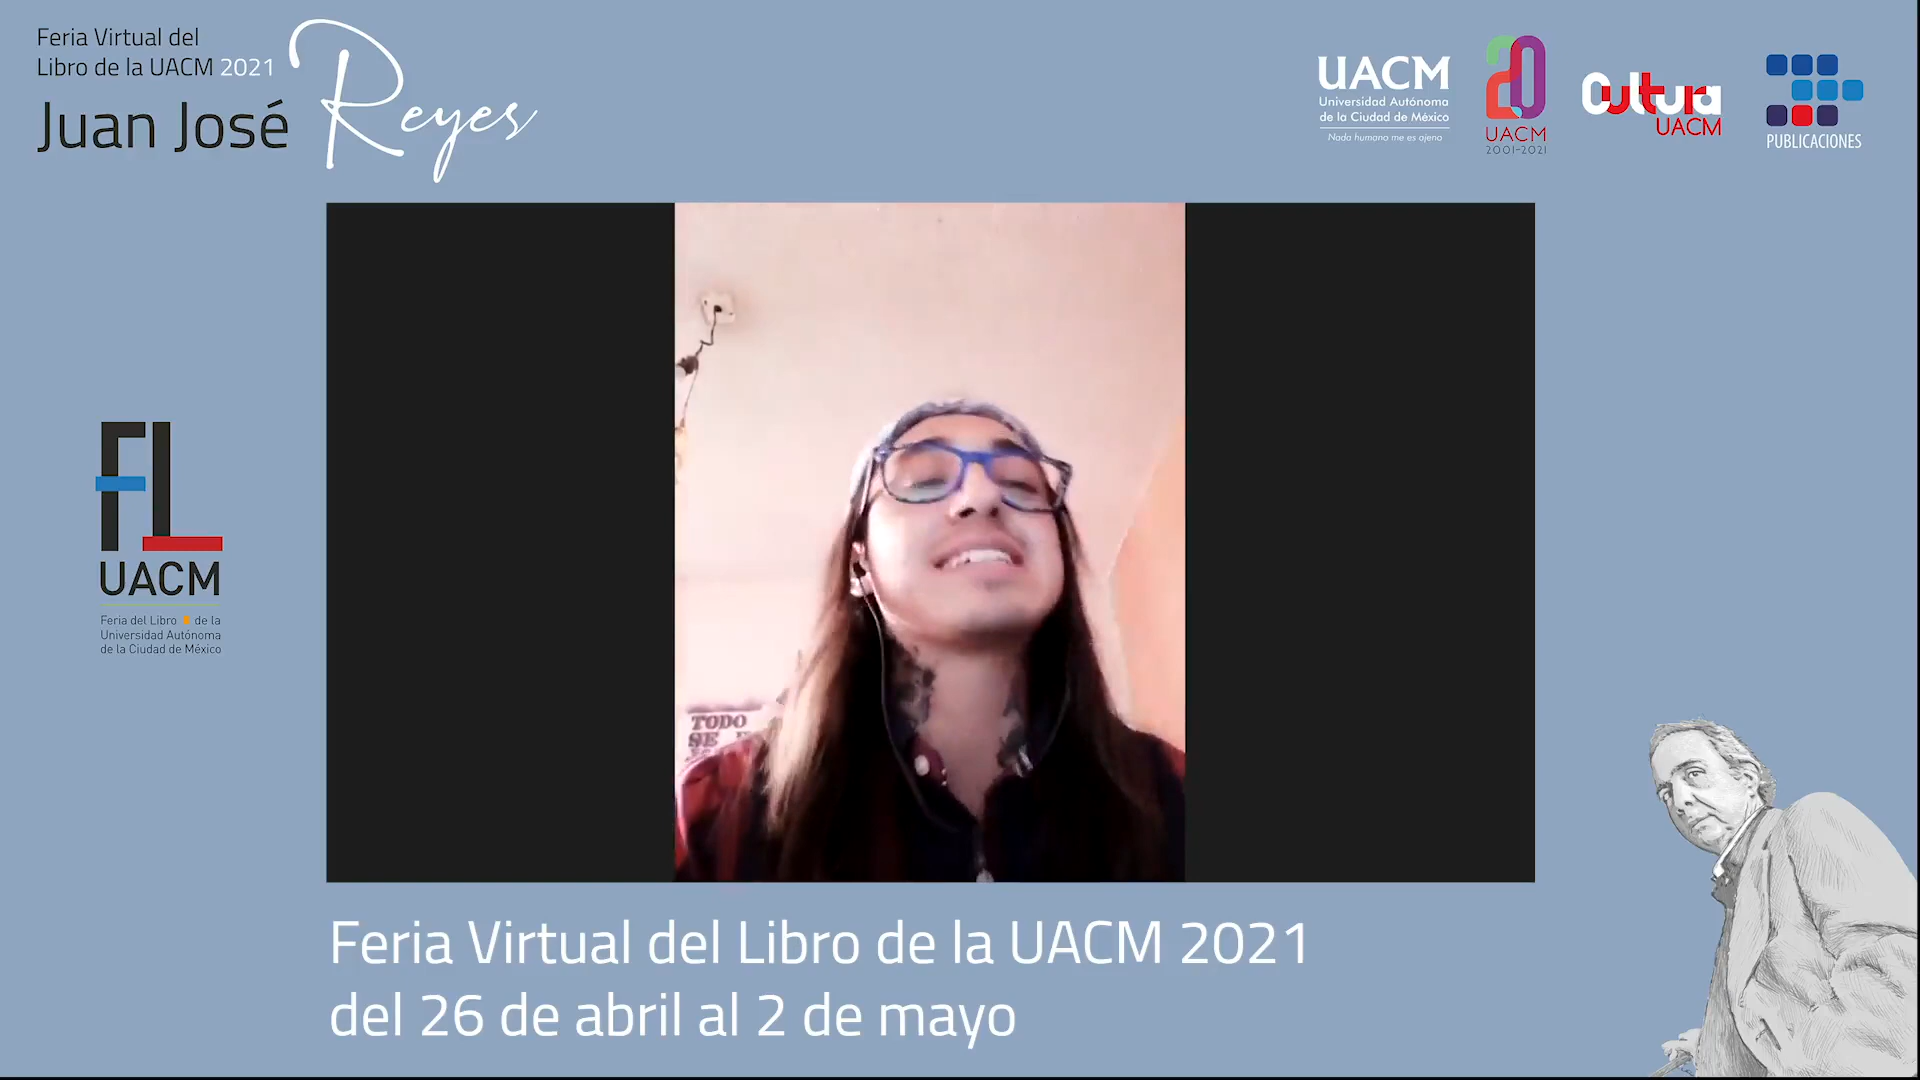 Feria Virtual del
Libro de la UACM 2021
Juan José Reyes
UACM
Universidad Autónoma
de la Ciudad de México
Nada humano me es ajeno
20
UACM
2001-2021
Cultura
UACM
PUBLICACIONES
FL
UACM
Feria del Libro de la
Universidad Autónoma
de la Ciudad de México
TODO
SE
Feria Virtual del Libro de la UACM 2021
del 26 de abril al 2 de mayo